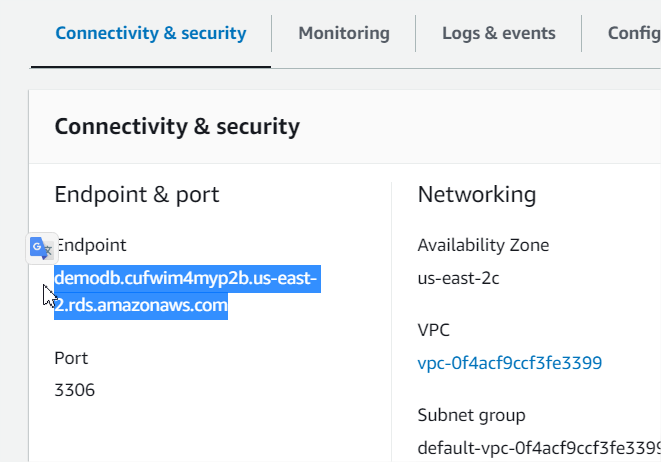 Connectivity & security
Monitoring
Logs & events
Config
Connectivity & security
Endpoint & port
Endpoint
demodb.cufwim4myp2b.us-east-
2.rds.amazonaws.com
Port
3306
Networking
Availability Zone
us-east-2c
VPC
vpc-0f4acf9ccf3fe3399
Subnet group
default-vpc-0f4acf9ccf3fe3399